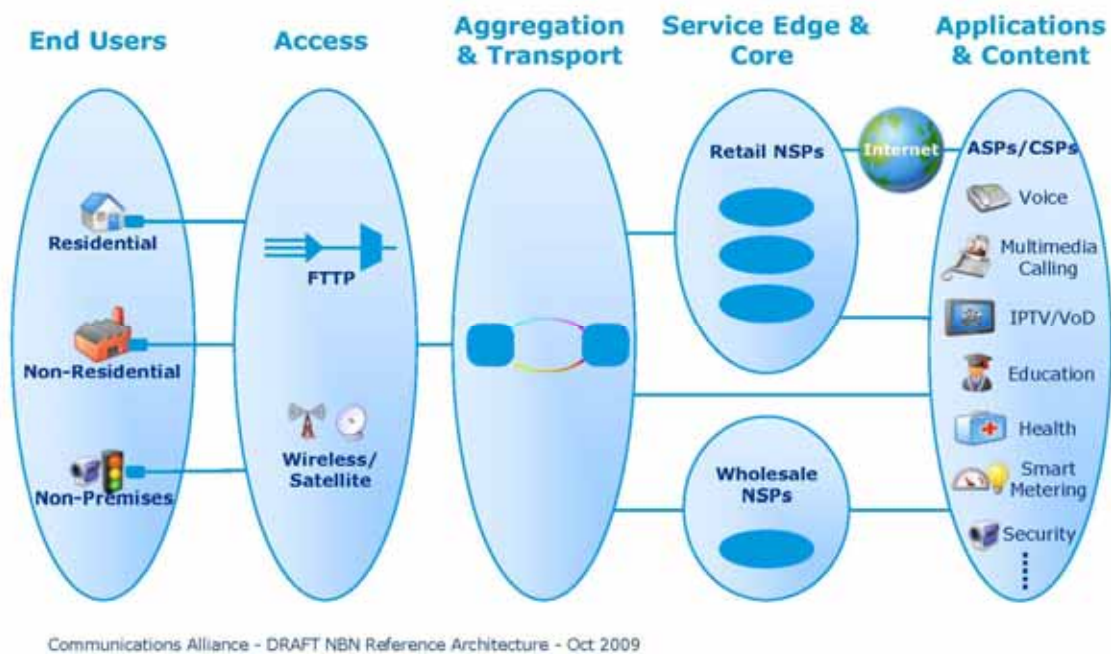 End Users
Access
Aggregation
& Transport
Service Edge &
Core
Applications
& Content
Residential
Non-Residential
Non-Premises
FTTP
Wireless/
Satellite
Retail NSPs
Wholesale
NSPs
Internet
ASPs/CSPs
Voice
Multimedia
Calling
IPTV/VoD
Education
Health
Smart
Metering
Security
Communications Alliance - DRAFT NBN Reference Architecture - Oct 2009